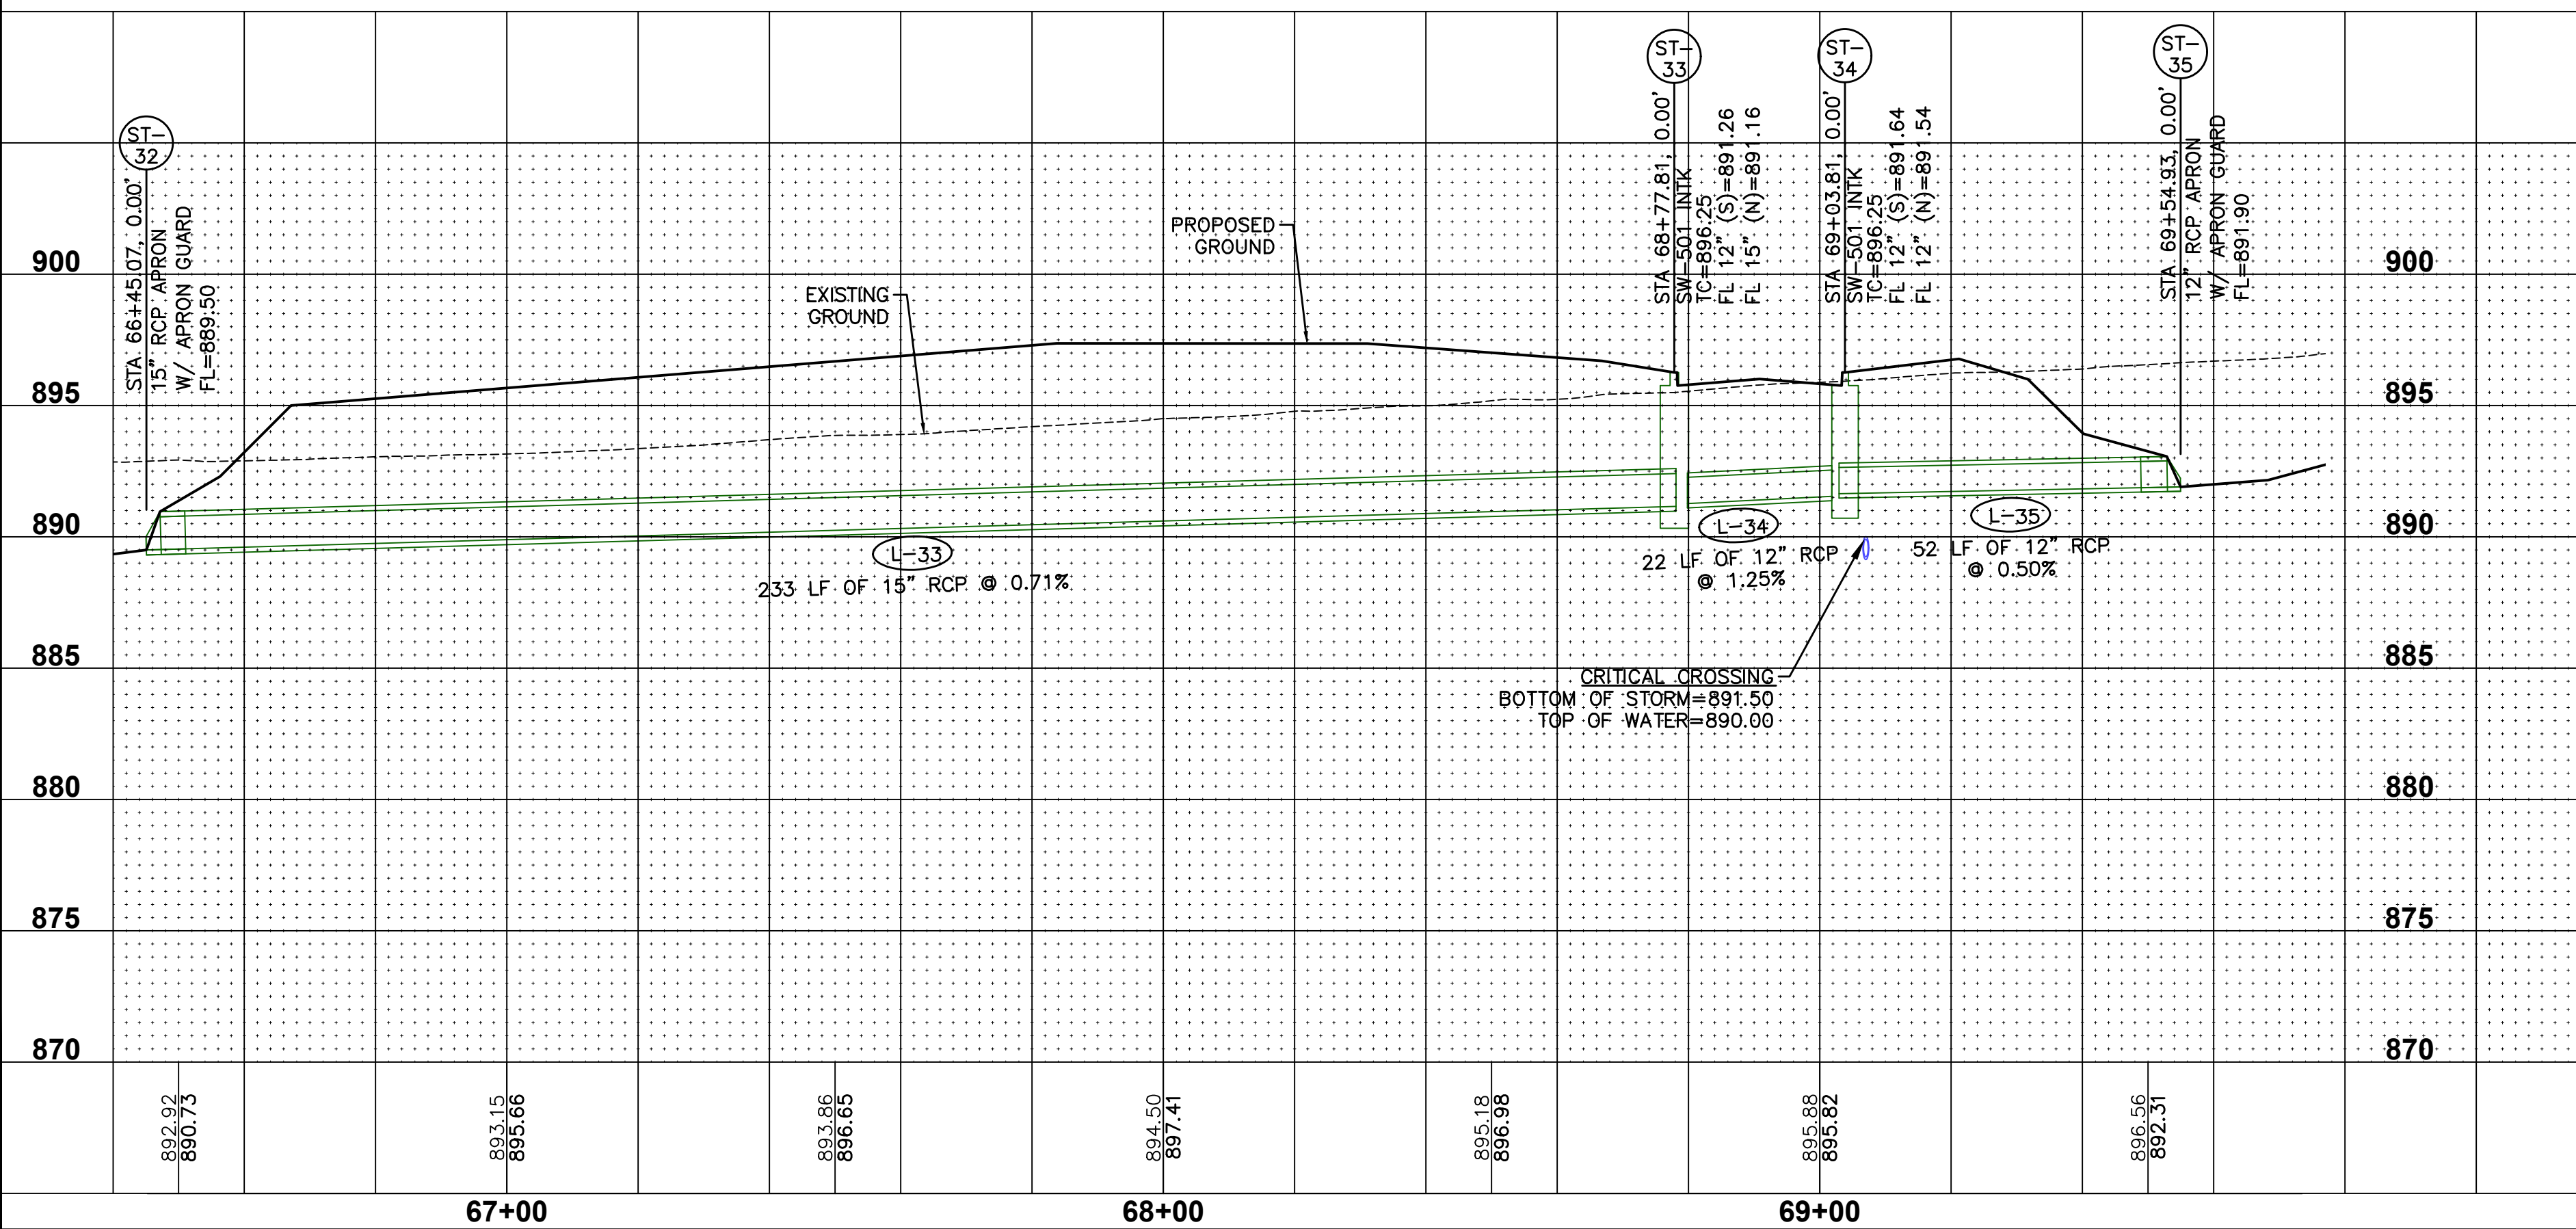 ST-
32
STA 66+45.07, 0.00'
15" RCP APRON
W/ APRON GUARD
FL=889.50
EXISTING
GROUND
PROPOSED
GROUND
ST-
33
STA 68+77.81, 0.00'
SW-501 INTK
TC=896.25
FL 12" (S)=891.26
FL 15" (N)=891.16
ST-
34
STA 69+03.81, 0.00'
SW-501 INTK
TC=896.25
FL 12" (S)=891.64
FL 12" (N)=891.54
ST-
35
STA 69+54.93, 0.00'
12" RCP APRON
W/ APRON GUARD
FL=891.90
900
900
895
895
890
890
L-33
233 LF OF 15" RCP @ 0.71%
L-34
22 LF OF 12" RCP
@ 1.25%
L-35
52 LF OF 12" RCP
@ 0.50%
CRITICAL CROSSING
BOTTOM OF STORM=891.50
TOP OF WATER=890.00
885
885
880
880
875
875
870
870
892.92
890.73
893.15
895.66
893.86
896.65
894.50
897.41
895.18
896.98
895.88
895.82
896.56
892.31
67+00
68+00
69+00